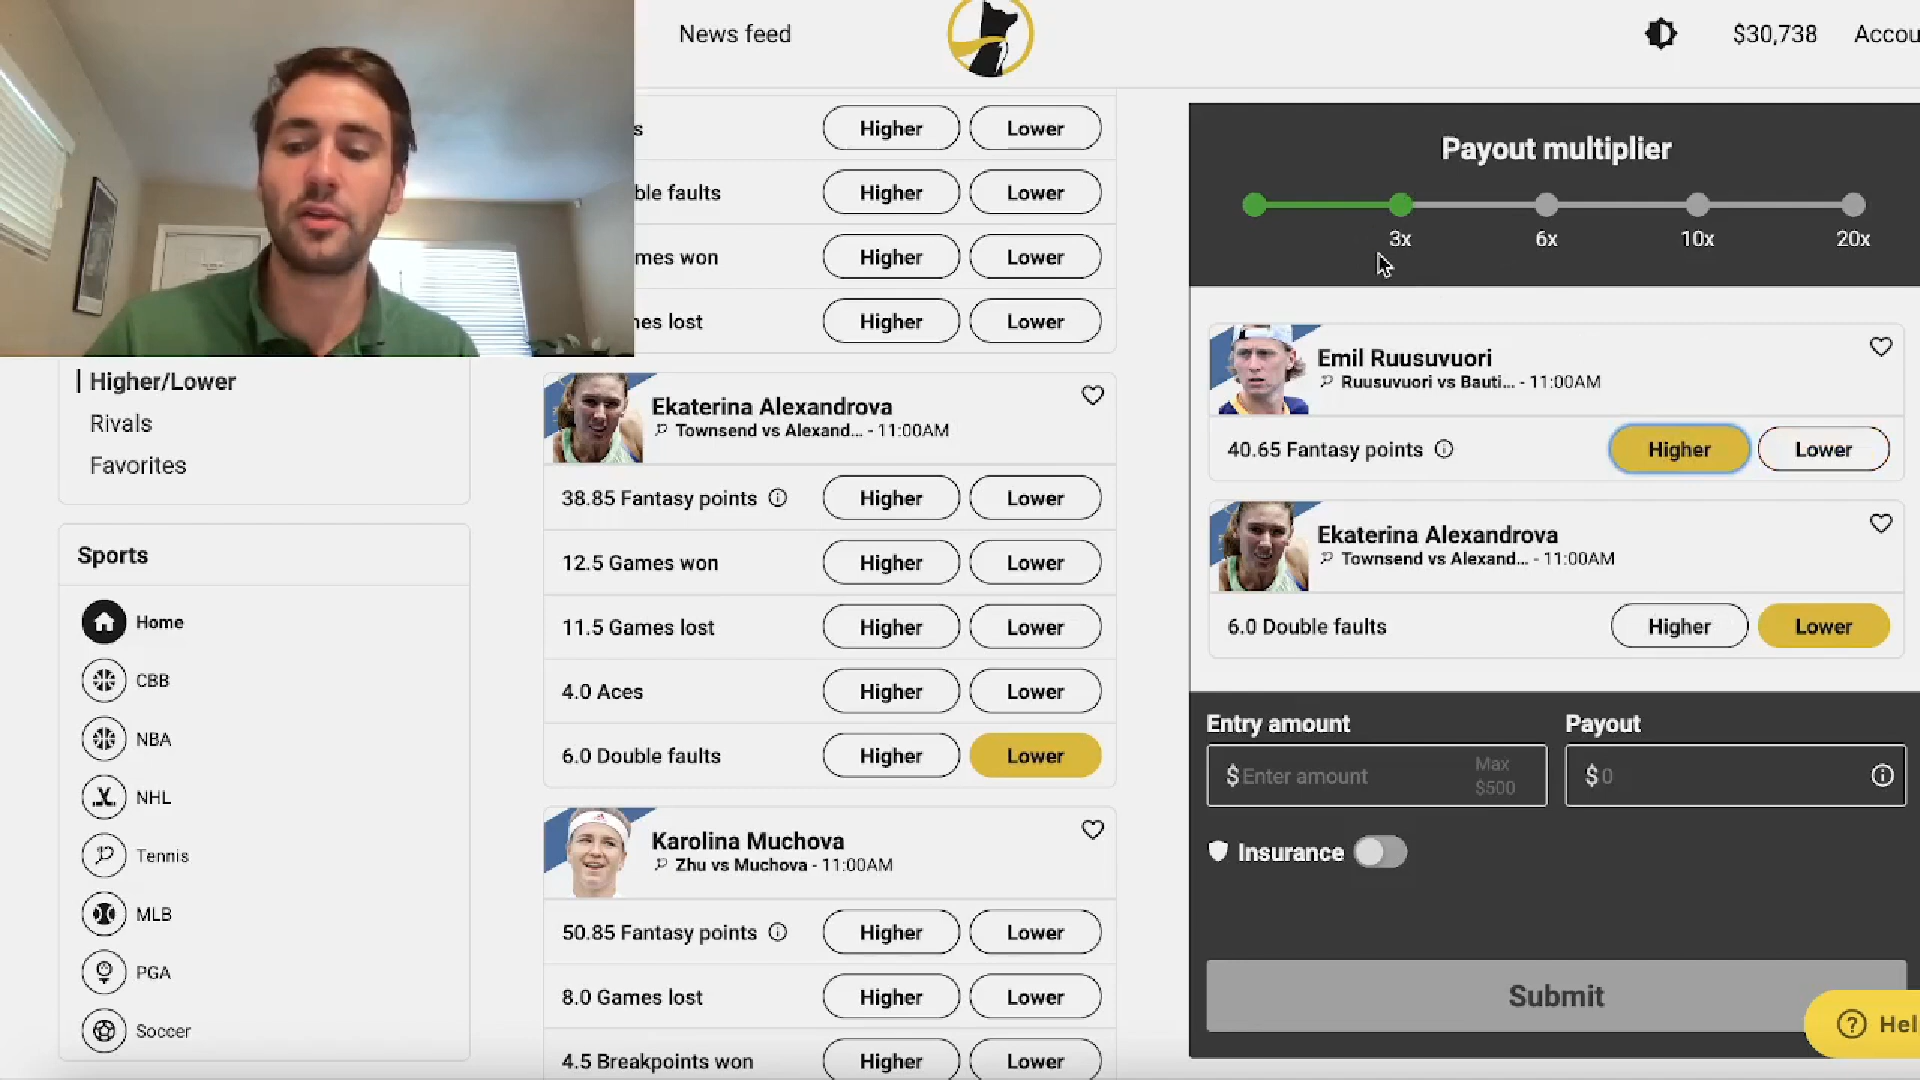 News feed
$30,738
Accou
s
Higher
Lower
ble faults
Higher
Lower
mes won
Higher
Lower
nes lost
Higher
Lower
Higher/Lower
Rivals
Favorites
Sports
Home
CBB
NBA
NHL
Tennis
MLB
PGA
Soccer
Ekaterina Alexandrova
Townsend vs Alexand... - 11:00AM
38.85 Fantasy points
Higher
Lower
12.5 Games won
Higher
Lower
11.5 Games lost
Higher
Lower
4.0 Aces
Higher
Lower
6.0 Double faults
Higher
Lower
Karolina Muchova
Zhu vs Muchova - 11:00AM
50.85 Fantasy points
Higher
Lower
8.0 Games lost
Higher
Lower
4.5 Breakpoints won
Higher
Lower
Payout multiplier
3x
6x
10x
20x
Emil Ruusuvuori
Ruusuvuori vs Bauti... - 11:00AM
40.65 Fantasy points
Higher
Lower
Ekaterina Alexandrova
Townsend vs Alexand... - 11:00AM
6.0 Double faults
Higher
Lower
Entry amount
Payout
$ Enter amount
Max
$500
$ 0
Insurance
Submit
Hel